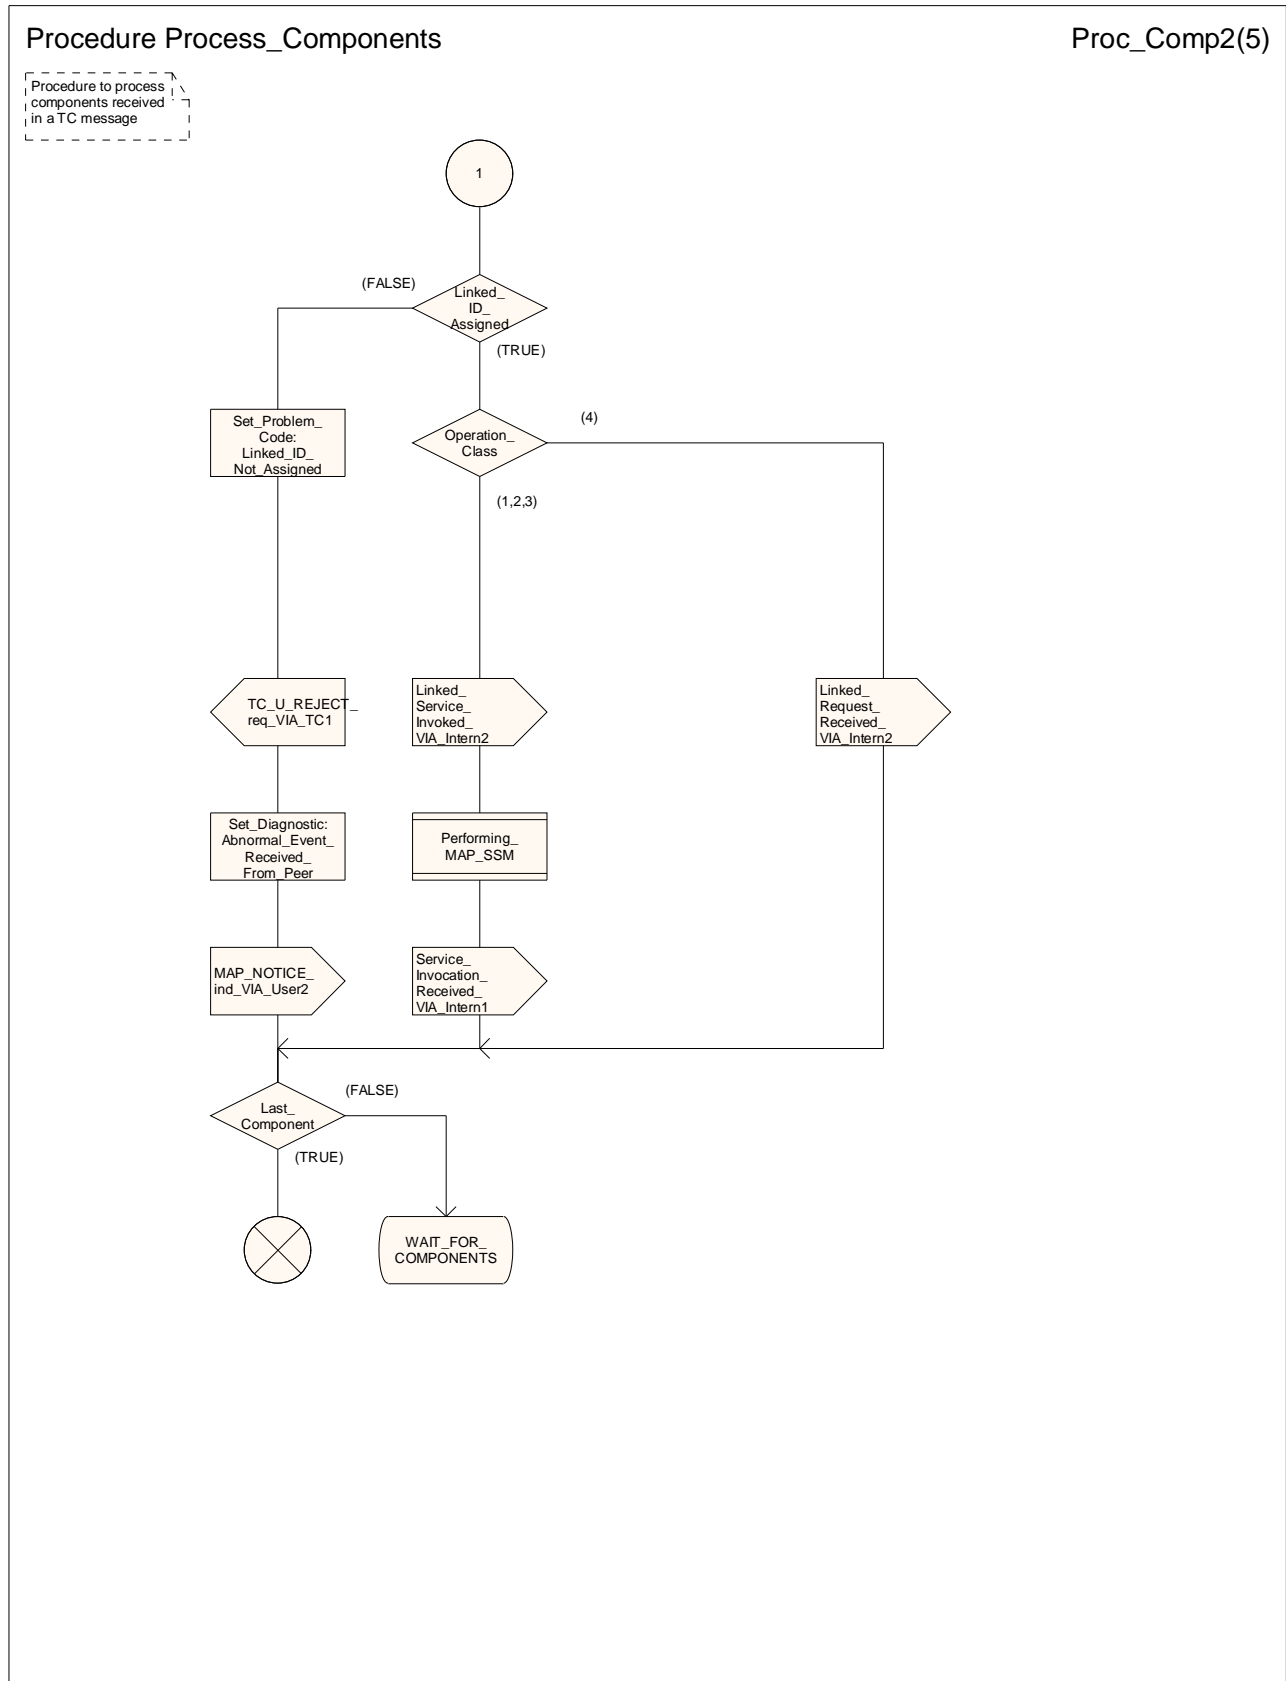 Procedure Process_Components
Proc_Comp2(5)
Procedure to process
components received
in a TC message
1
(FALSE)
Linked_
ID_
Assigned
(TRUE)
Set_Problem_
Code:
Linked_ID_
Not_Assigned
Operation_
Class
(4)
(1,2,3)
TC_U_REJECT_
req_VIA_TC1
Linked_
Service_
Invoked_
VIA_Intern2
Linked_
Request_
Received_
VIA_Intern2
Set_Diagnostic:
Abnormal_Event_
Received_
From_Peer
Performing_
MAP_SSM
MAP_NOTICE_
ind_VIA_User2
Service_
Invocation_
Received_
VIA_Intern1
Last_
Component
(FALSE)
(TRUE)
WAIT_FOR_
COMPONENTS